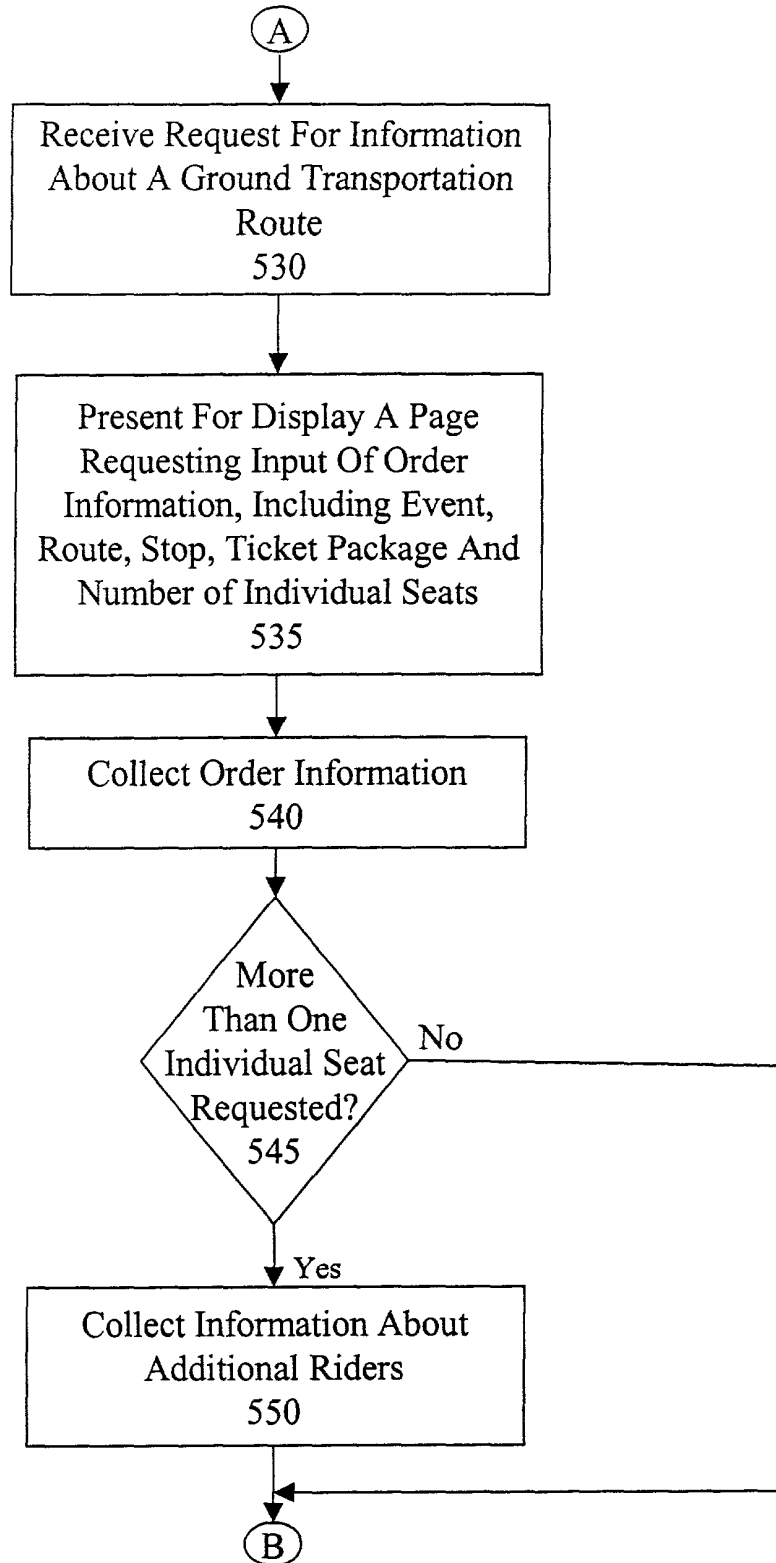 A
Receive Request For Information
About A Ground Transportation
Route
530
Present For Display A Page
Requesting Input Of Order
Information, Including Event,
Route, Stop, Ticket Package And
Number of Individual Seats
535
Collect Order Information
540
More
Than One
Individual Seat
Requested?
545
No
Yes
Collect Information About
Additional Riders
550
B